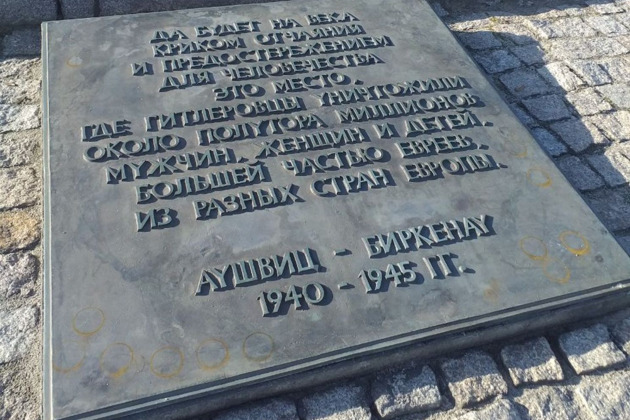 ДА БУДЕТ НА ВЕКА
КРИКОМ ОТЧАЯНИЯ
И ПРЕДОСТЕРЕЖЕНИЕМ
ДЛЯ ЧЕЛОВЕЧЕСТВА
ЭТО МЕСТО,
ГДЕ ГИТЛЕРОВЦЫ УНИЧТОЖИЛИ
ОКОЛО ПОЛУТОРА МИЛЛИОНОВ
МУЖЧИН, ЖЕНЩИН И ДЕТЕЙ,
БОЛЬШЕЙ ЧАСТЬЮ ЕВРЕЕВ,
ИЗ РАЗНЫХ СТРАН ЕВРОПЫ.
АУШВИЦ - БИРКЕНАУ
1940 - 1945 ГГ.